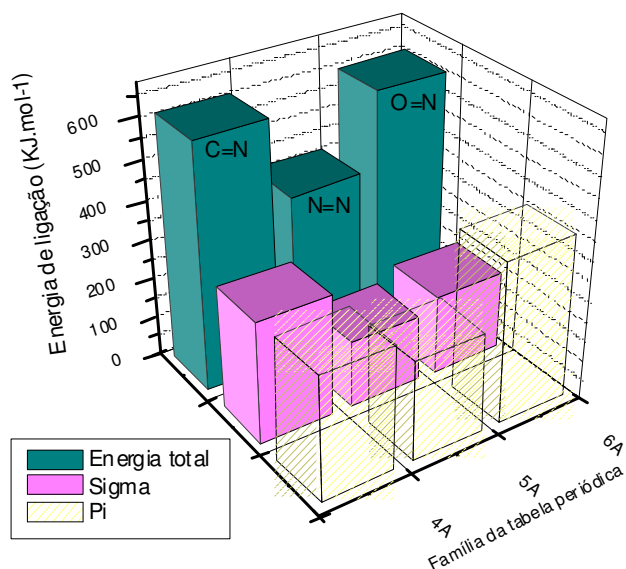 Energia de ligação (KJ.mol-1)
600
500
400
300
200
100
0
C=N
N=N
O=N
4A
5A
6A
Família da tabela periódica
Energia total
Sigma
Pi